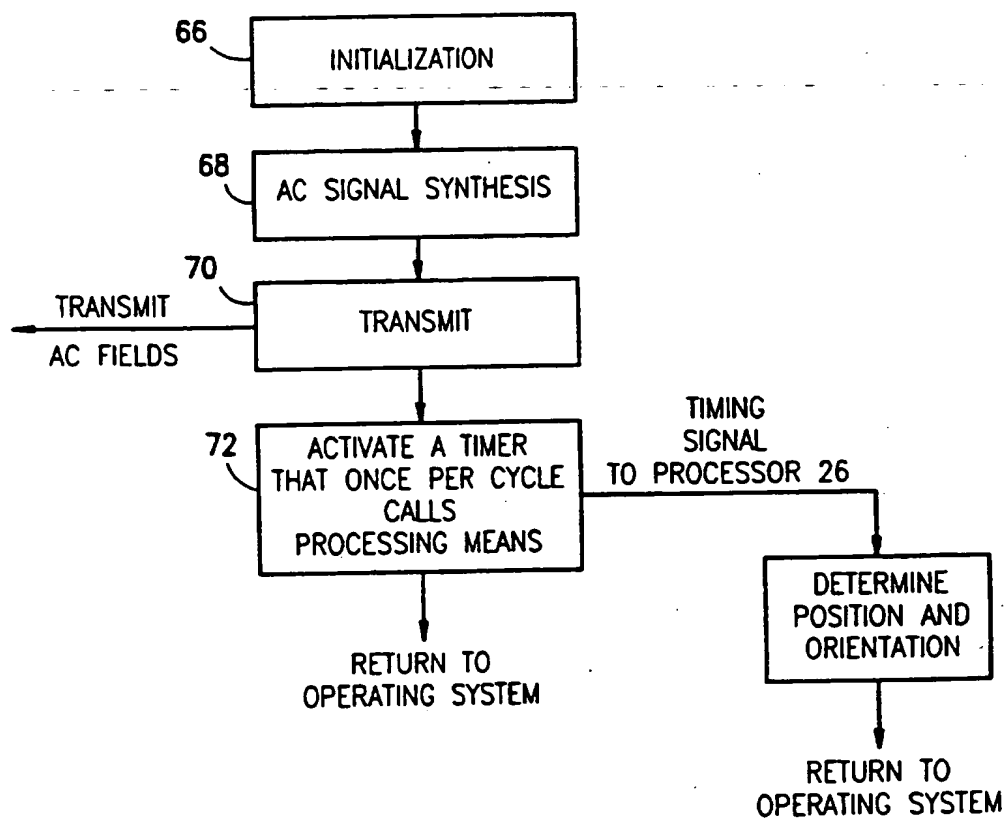 66
INITIALIZATION
68
AC SIGNAL SYNTHESIS
70
TRANSMIT
AC FIELDS
TRANSMIT
72
ACTIVATE A TIMER
THAT ONCE PER CYCLE
CALLS
PROCESSING MEANS
TIMING
SIGNAL
TO PROCESSOR 26
DETERMINE
POSITION AND
ORIENTATION
RETURN TO
OPERATING SYSTEM
RETURN TO
OPERATING SYSTEM